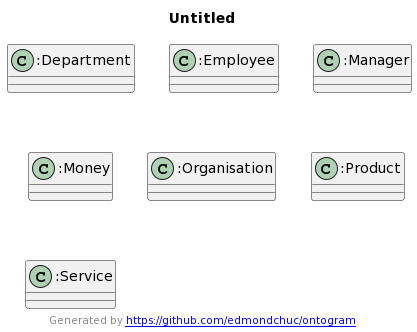 Untitled
C :Department
C :Employee
C :Manager
C :Money
C :Organisation
C :Product
C :Service
Generated by https://github.com/edmondchuc/ontogram